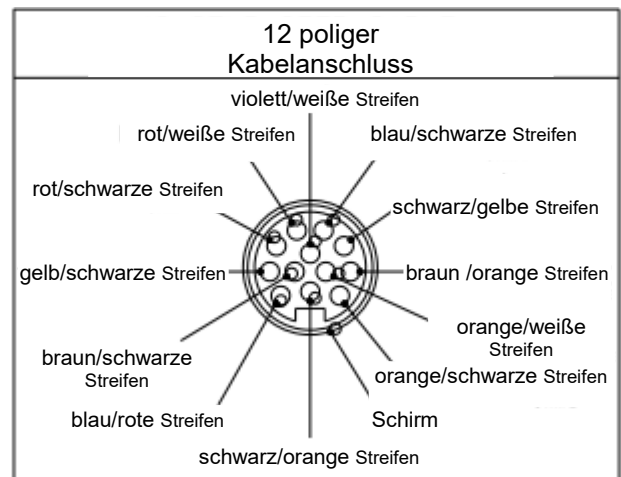 12 poliger
Kabelanschluss
violett/weiße Streifen
rot/weiße Streifen
blau/schwarze Streifen
rot/schwarze Streifen
schwarz/gelbe Streifen
gelb/schwarze Streifen
braun /orange Streifen
orange/weiße
Streifen
braun/schwarze
Streifen
orange/schwarze Streifen
blau/rote Streifen
Schirm
schwarz/orange Streifen